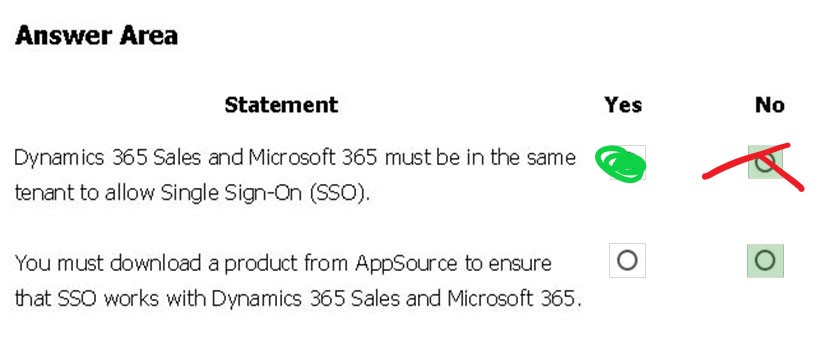 Answer Area
Statement Yes No
Dynamics 365 Sales and Microsoft 365 must be in the same
tenant to allow Single Sign-On (SSO).
You must download a product from AppSource to ensure
that SSO works with Dynamics 365 Sales and Microsoft 365.